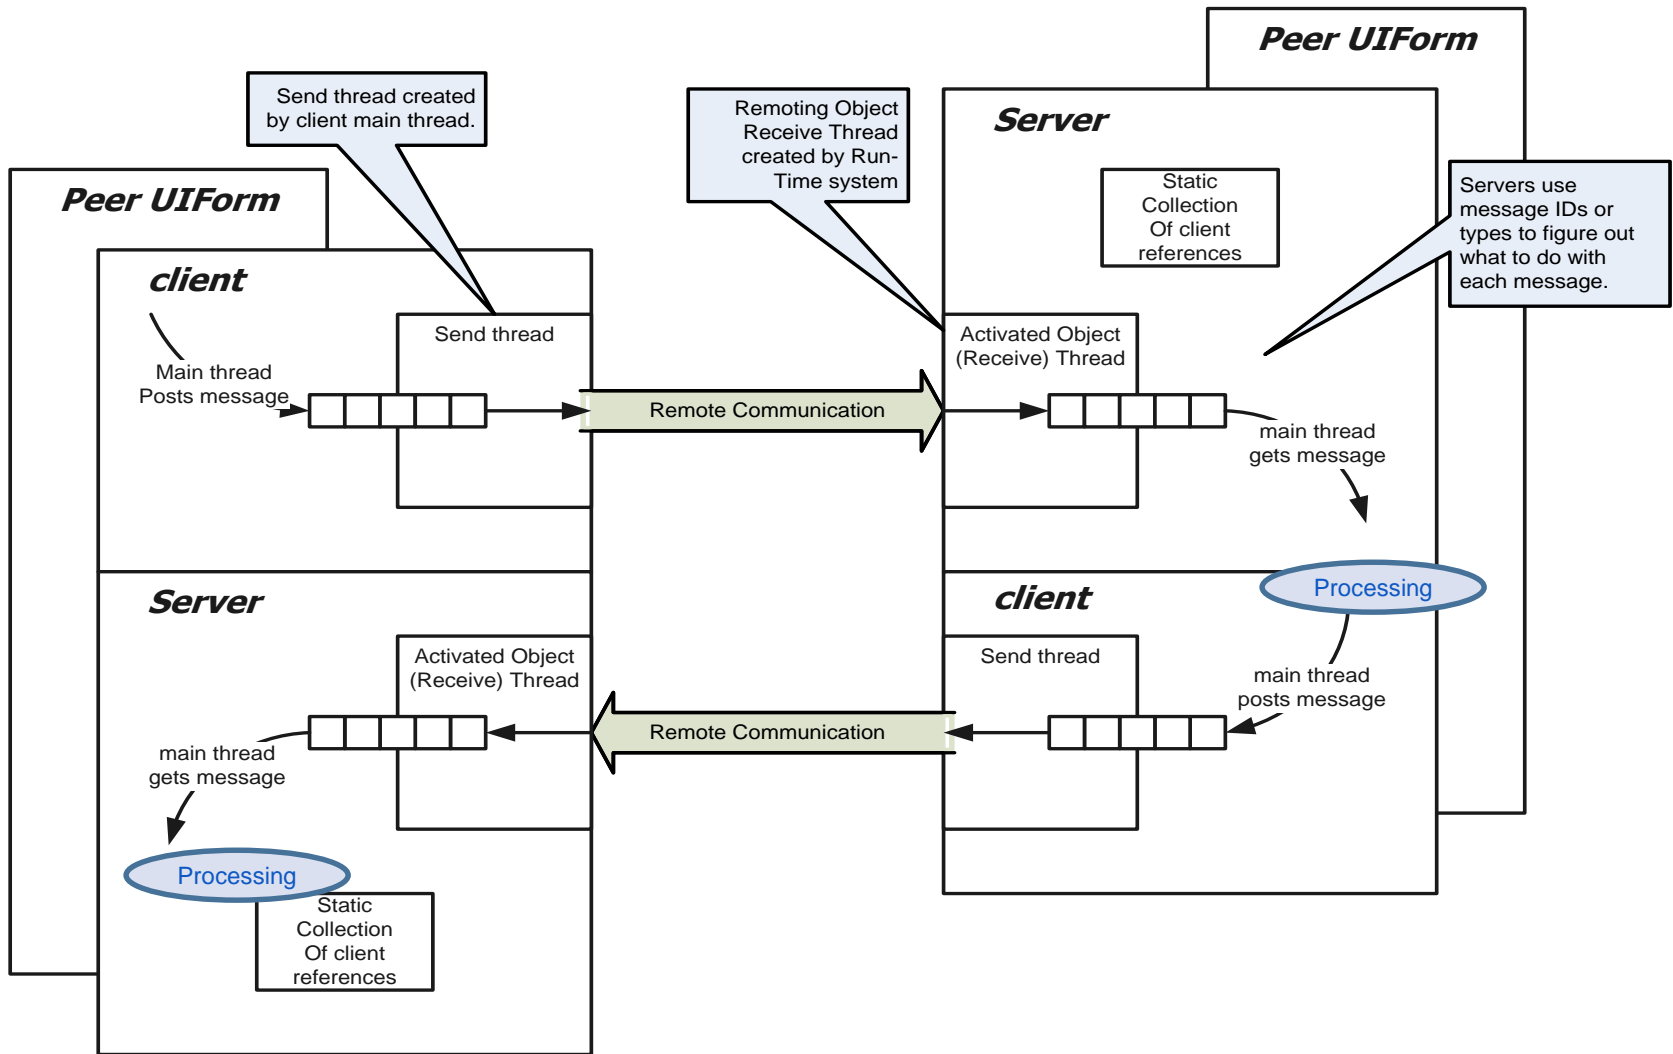 Peer UIForm
Send thread created
by client main thread.
Remoting Object
Receive Thread
created by Run-
Time system
Server
Static
Collection
Of client
references
Servers use
message IDs or
types to figure out
what to do with
each message.
Peer UIForm
client
Send thread
Main thread
Posts message
Remote Communication
Activated Object
(Receive) Thread
main thread
gets message
Processing
client
Send thread
main thread
posts message
Remote Communication
Server
Activated Object
(Receive) Thread
main thread
gets message
Processing
Static
Collection
Of client
references